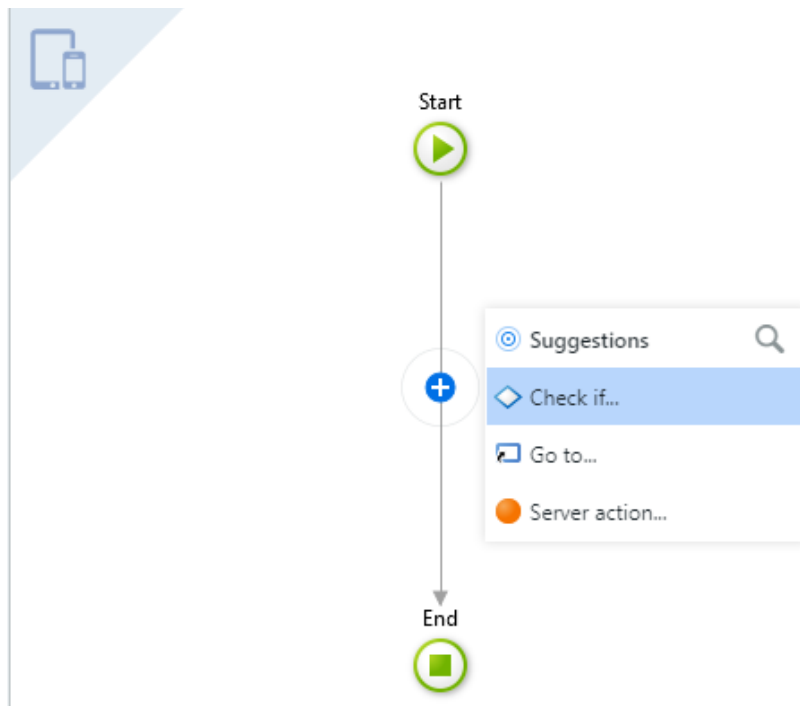 Start
Suggestions
Check if...
Go to...
Server action...
End